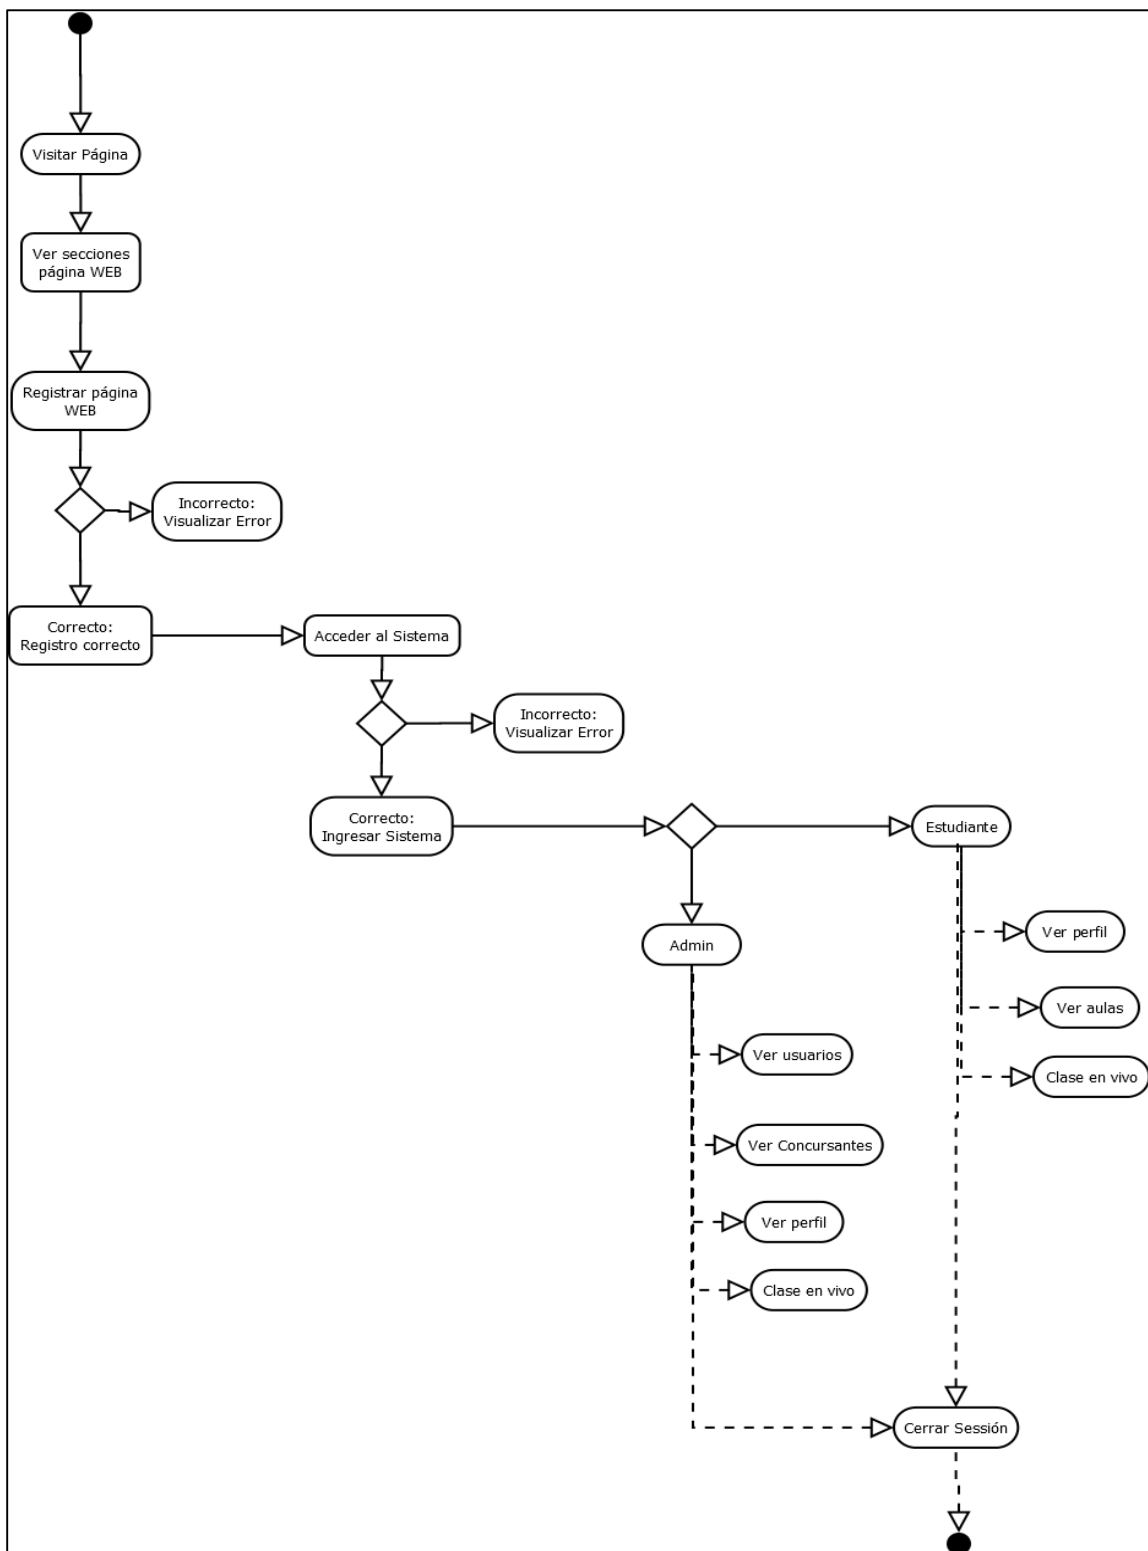 Visitar Página
Ver secciones
página WEB
Registrar página
WEB
Incorrecto:
Visualizar Error
Correcto:
Registro correcto
Acceder al Sistema
Incorrecto:
Visualizar Error
Correcto:
Ingresar Sistema
Estudiante
Admin
Ver perfil
Ver aulas
Ver usuarios
Clase en vivo
Ver Concursantes
Ver perfil
Clase en vivo
Cerrar Sessión